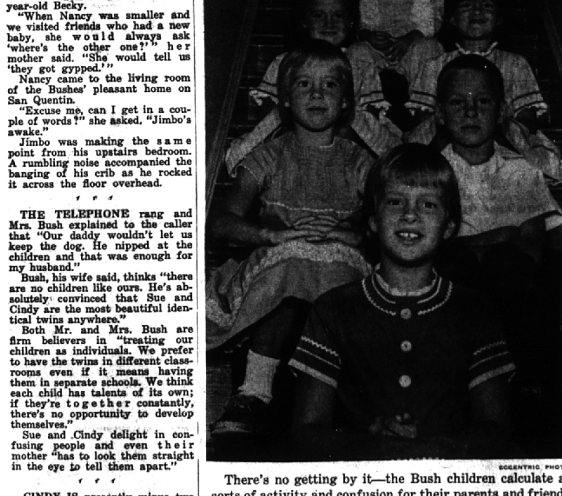 year-old Becky.
"When Nancy was smaller and
we visited friends who had a new
baby, she would always ask
'where's the other one?'" her
mother said. "She would tell us
'they got gypped.'"
Nancy came to the living room
of the Bushes' pleasant home on
San Quentin.
"Excuse me, can I get in a cou-
ple of words?" she asked. "Jimbo's
awake."
Jimbo was making the same
point from his upstairs bedroom.
A rumbling noise accompanied the
banging of his crib as he rocked
it across the floor overhead.
THE TELEPHONE rang and
Mrs. Bush explained to the caller
that "Our daddy wouldn't let us
keep the dog. He nipped at the
children and that was enough for
my husband."
Bush, his wife said, thinks "there
are no children like ours. He's ab-
solutely convinced that Sue and
Cindy are the most beautiful iden-
tical twins anywhere."
Both Mr. and Mrs. Bush are
firm believers in "treating our
children as individuals. We prefer
to have the twins in different class-
rooms even if it means having
them in separate schools. We think
each child has talents of its own;
if they're together constantly,
there's no opportunity to develop
themselves."
Sue and Cindy delight in con-
fusing people and even their
mother "has to look them straight
in the eye to tell them apart."
ECCENTRIC PHOT
There's no getting by it—the Bush children calculate a
sorts of activity and confusion for their parents and friend